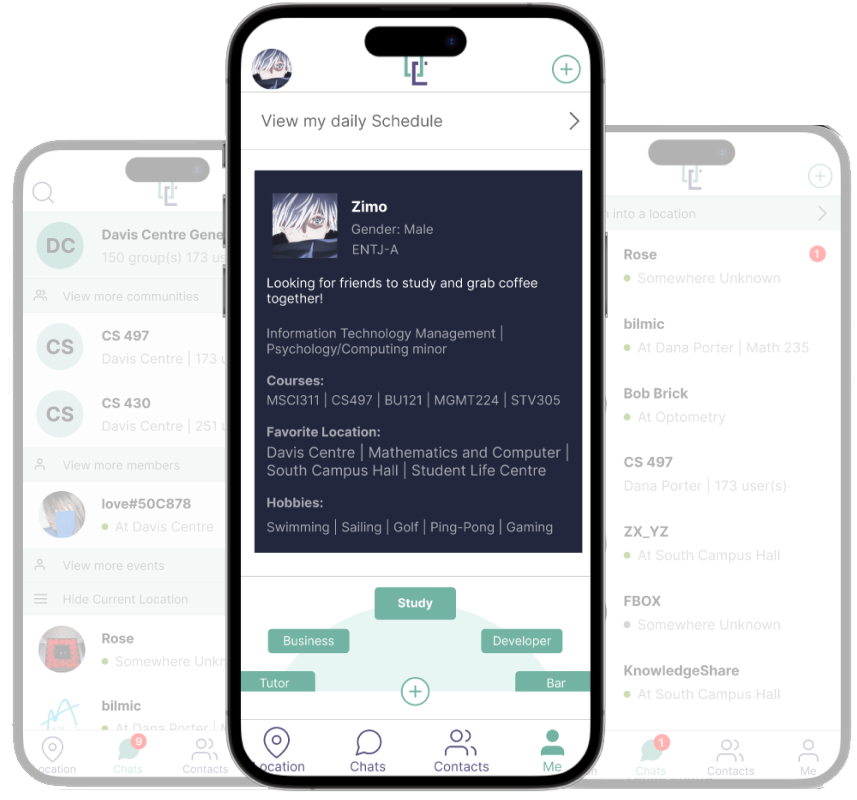 View my daily Schedule
Zimo
Gender: Male
ENTJ-A
Looking for friends to study and grab coffee
together!
Information Technology Management |
Psychology/Computing minor
Courses:
MSCI311 | CS497 | BU121 | MGMT224 | STV305
Favorite Location:
Davis Centre | Mathematics and Computer |
South Campus Hall | Student Life Centre
Hobbies:
Swimming | Sailing | Golf | Ping-Pong | Gaming
Study
Business
Developer
Tutor
Bar
ocation
Chats
Contacts
Me
DC
Davis Centre Gene
150 group(s) 173 us
View more communities
CS
CS 497
Davis Centre | 173 u
CS
CS 430
Davis Centre | 251 u
View more members
love#50C878
At Davis Centre
View more events
Hide Current Location
Rose
Somewhere Unkn
bilmic
At Dana Porter |
ocation
9
Chats
Contacts
into a location
Rose
1
Somewhere Unknown
bilmic
At Dana Porter | Math 235
Bob Brick
At Optometry
CS 497
Dana Porter | 173 user(s)
ZX_YZ
At South Campus Hall
FBOX
Somewhere Unknown
KnowledgeShare
At South Campus Hall
1
Chats
Contacts
Me